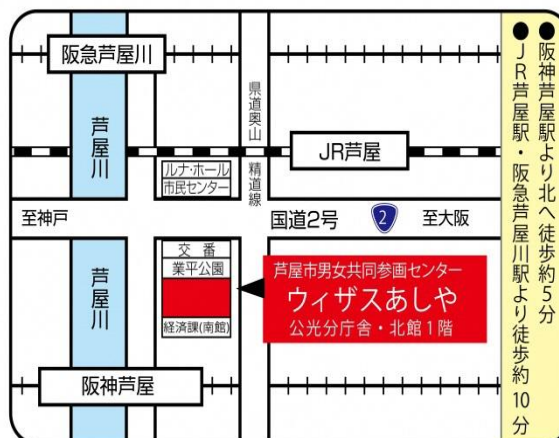 阪急芦屋川
芦屋川
県道奥山
精道線
JR芦屋
ルナ・ホール
市民センター
至神戸
国道2号
2
至大阪
交番
業平公園
経済課(南館)
芦屋川
阪神芦屋
芦屋市男女共同参画センター
ウィザスあしや
公光分庁舎・北館1階
●阪神芦屋駅より北へ徒歩約5分
●JR芦屋駅・阪急芦屋川駅より徒歩約10分